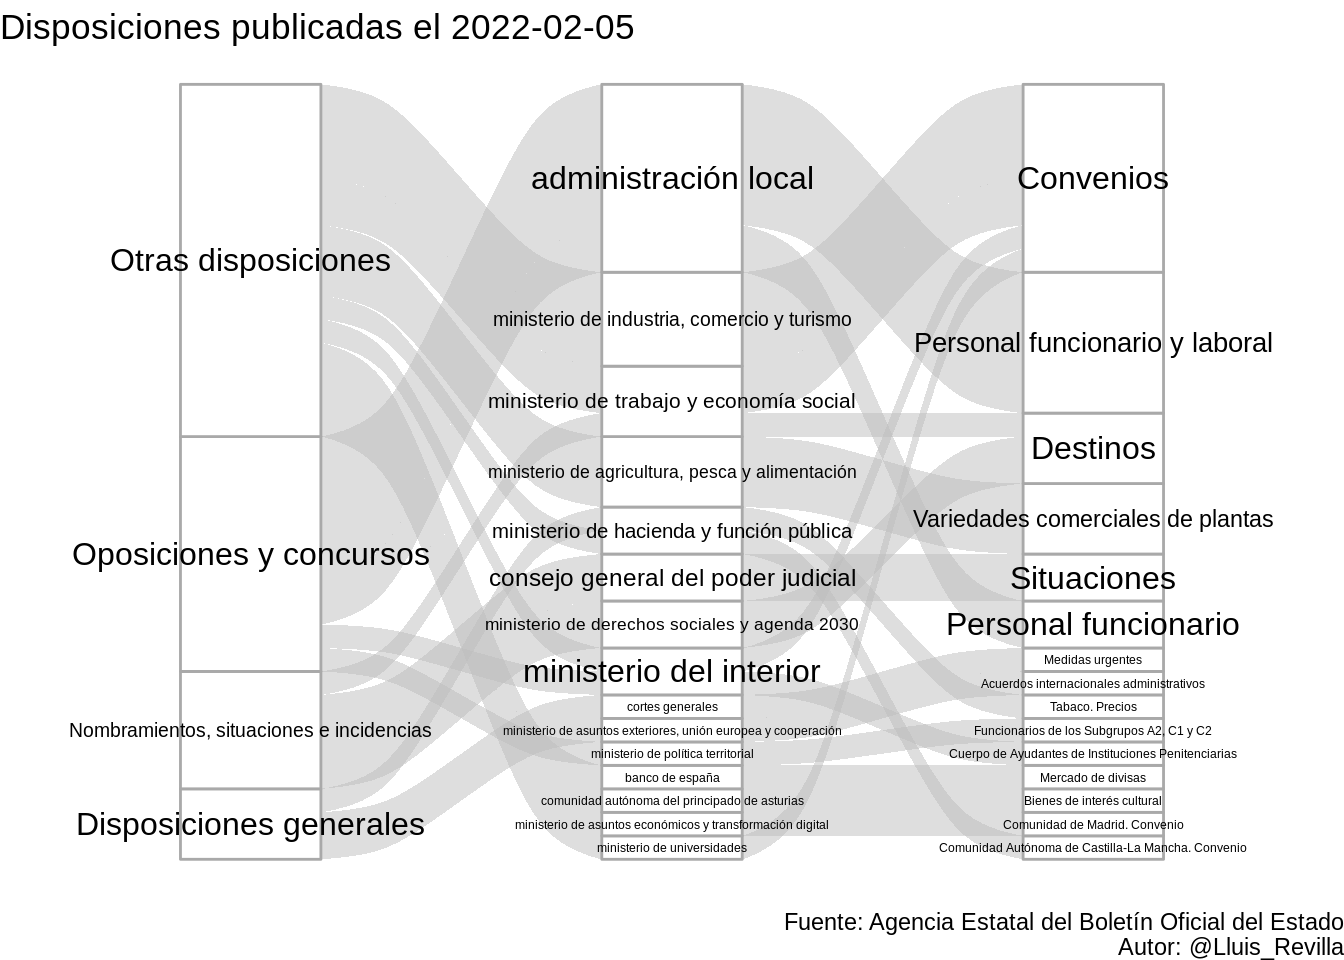 Disposiciones publicadas el 2022-02-05
Otras disposiciones
Oposiciones y concursos
Nombramientos, situaciones e incidencias
Disposiciones generales
administración local
ministerio de industria, comercio y turismo
ministerio de trabajo y economía social
ministerio de agricultura, pesca y alimentación
ministerio de hacienda y función pública
consejo general del poder judicial
ministerio de derechos sociales y agenda 2030
ministerio del interior
cortes generales
ministerio de asuntos exteriores, unión europea y cooperación
ministerio de política territorial
banco de españa
comunidad autónoma del principado de asturias
ministerio de asuntos económicos y transformación digital
ministerio de universidades
Convenios
Personal funcionario y laboral
Destinos
Variedades comerciales de plantas
Situaciones
Personal funcionario
Medidas urgentes
Acuerdos internacionales administrativos
Tabaco. Precios
Funcionarios de los Subgrupos A2, C1 y C2
Cuerpo de Ayudantes de Instituciones Penitenciarias
Mercado de divisas
Bienes de interés cultural
Comunidad de Madrid. Convenio
Comunidad Autónoma de Castilla-La Mancha. Convenio
Fuente: Agencia Estatal del Boletín Oficial del Estado
Autor: @Lluis_Revilla